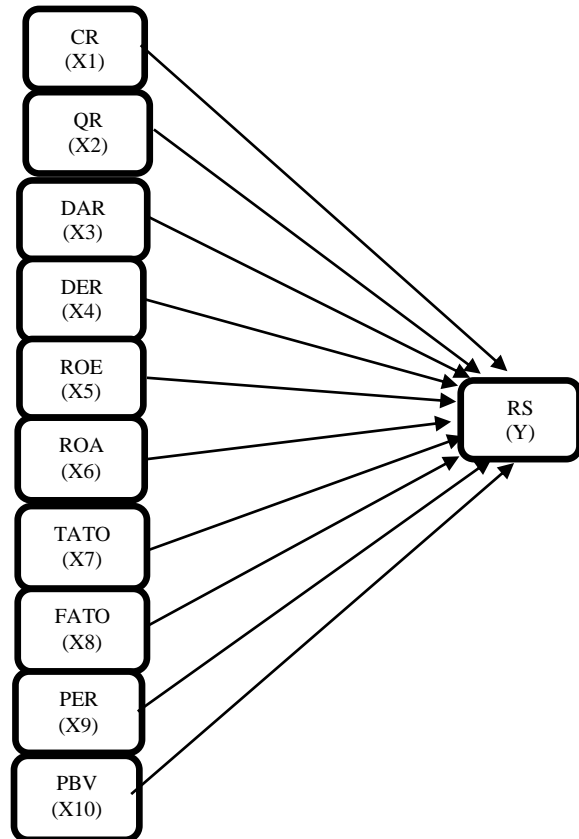 CR
(X1)
QR
(X2)
DAR
(X3)
DER
(X4)
ROE
(X5)
ROA
(X6)
TATO
(X7)
FATO
(X8)
PER
(X9)
PBV
(X10)
RS
(Y)